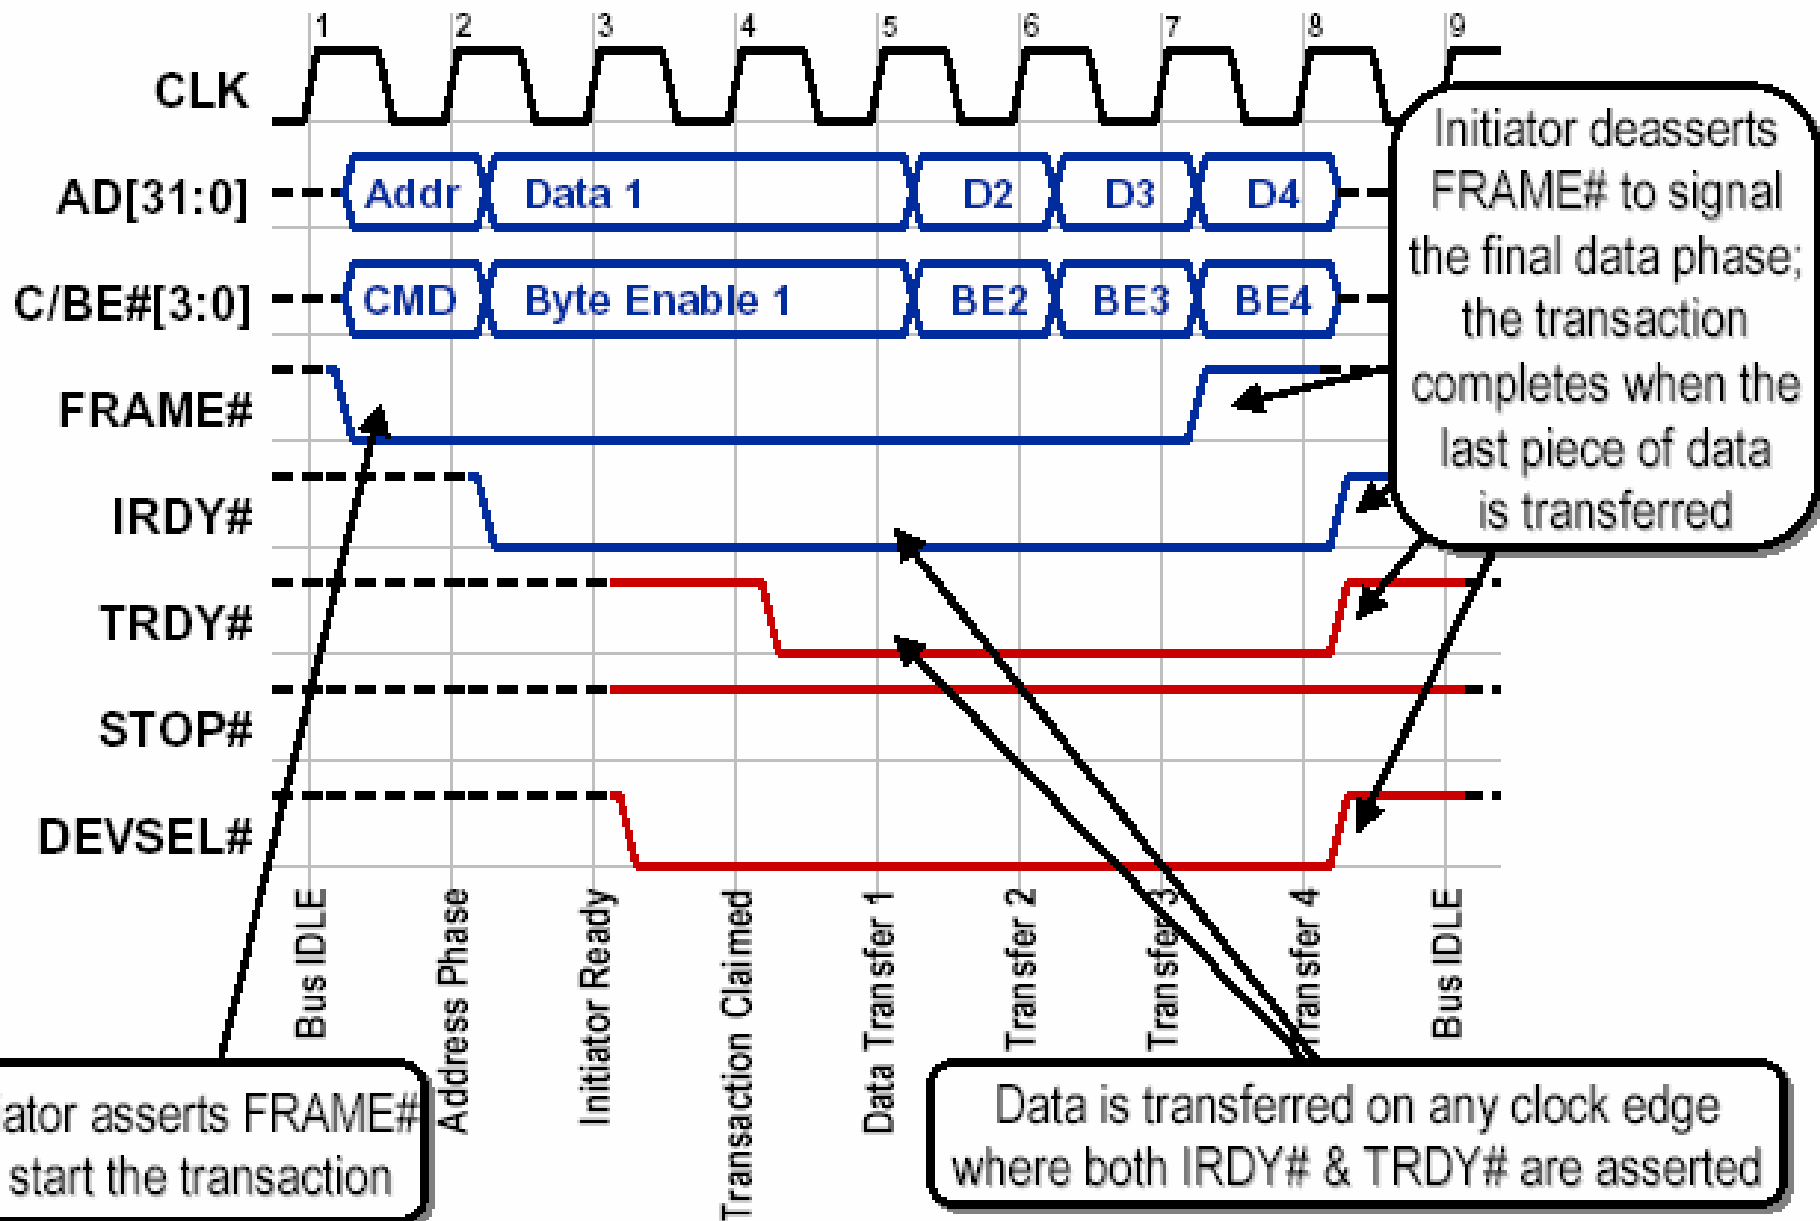 1 2 3 4 5 6 7 8 9
CLK
AD[31:0] Addr Data 1 D2 D3 D4
C/BE#[3:0] CMD Byte Enable 1 BE2 BE3 BE4
FRAME#
IRDY#
TRDY#
STOP#
DEVSEL#
Initiator deasserts
FRAME# to signal
the final data phase;
the transaction
completes when the
last piece of data
is transferred
Bus IDLE
Address Phase
Initiator Ready
Transaction Claimed
Data Transfer 1
Transfer 2
Transfer 3
Transfer 4
Bus IDLE
iator asserts FRAME#
start the transaction
Data is transferred on any clock edge
where both IRDY# & TRDY# are asserted